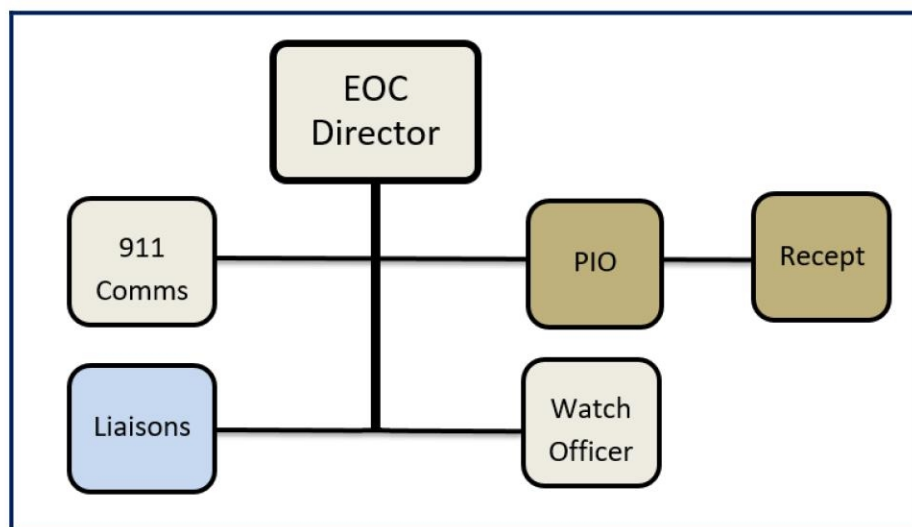 EOC
Director
911
Comms
PIO
Recept
Liaisons
Watch
Officer